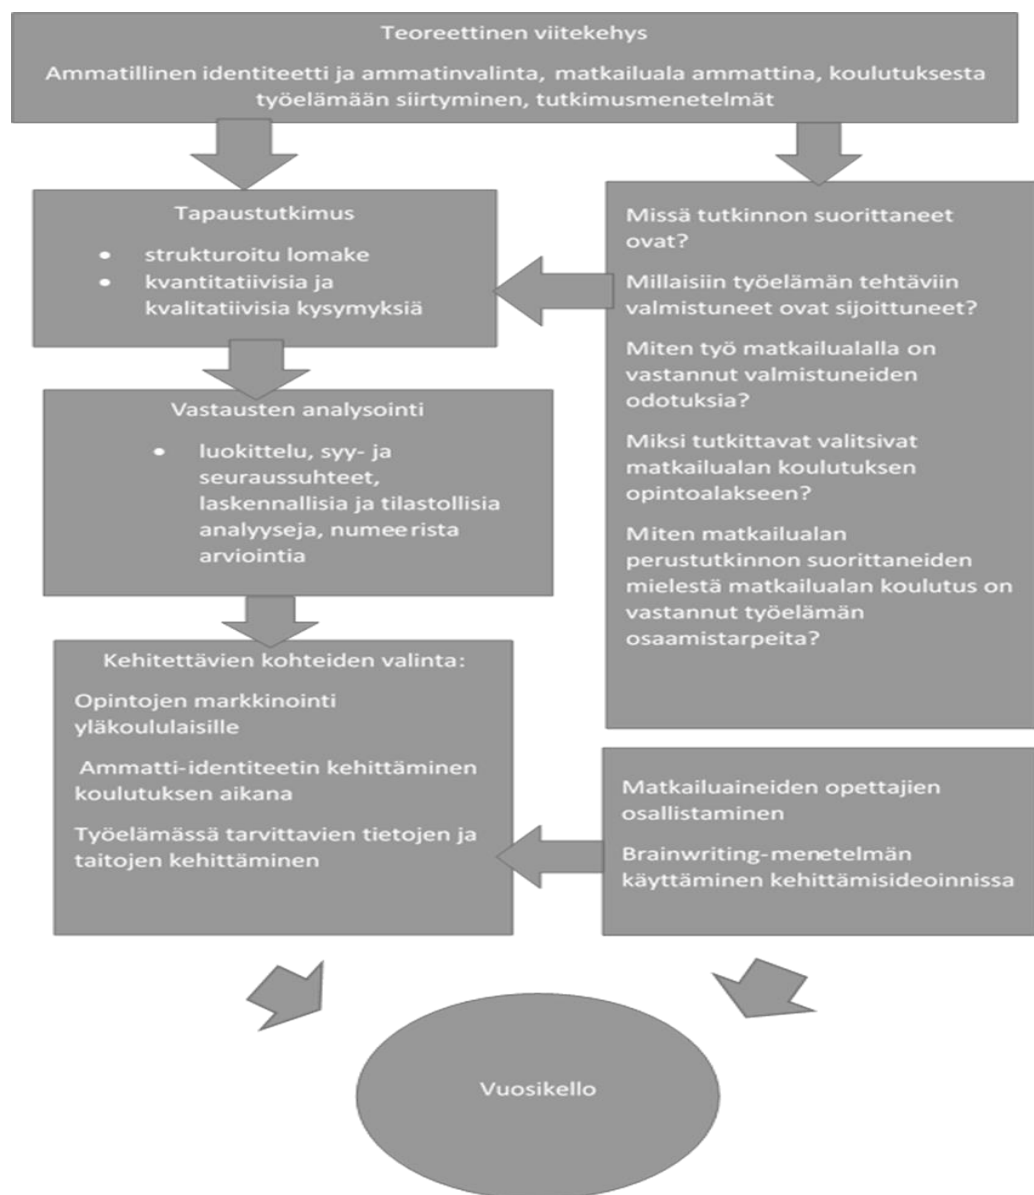 Teoreettinen viitekehys
Ammatillinen identiteetti ja ammatinvalinta, matkailuala ammattina, koulutuksesta
työelämään siirtyminen, tutkimusmenetelmät
Tapaustutkimus
• strukturoitu lomake
• kvantitatiivisia ja
kvalitatiivisia kysymyksiä
Missä tutkinnon suorittaneet
ovat?
Millaisiin työelämän tehtäviin
valmistuneet ovat sijoittuneet?
Miten työ matkailualalla on
vastannut valmistuneiden
odotuksia?
Miksi tutkittavat valitsivat
matkailualan koulutuksen
opintoalakseen?
Miten matkailualan
perustutkinnon suorittaneiden
mielestä matkailualan koulutus on
vastannut työelämän
osaamistarpeita?
Vastausten analysointi
• luokittelu, syy- ja
seuraussuhteet,
laskennallisia ja tilastollisia
analyyseja, numeerista
arviointia
Kehitettävien kohteiden valinta:
Opintojen markkinointi
yläkoululaisille
Ammatti-identiteetin kehittäminen
koulutuksen aikana
Työelämässä tarvittavien tietojen ja
taitojen kehittäminen
Matkailuaineiden opettajien
osallistaminen
Brainwriting-menetelmän
käyttäminen kehittämisideoinnissa
Vuosikello